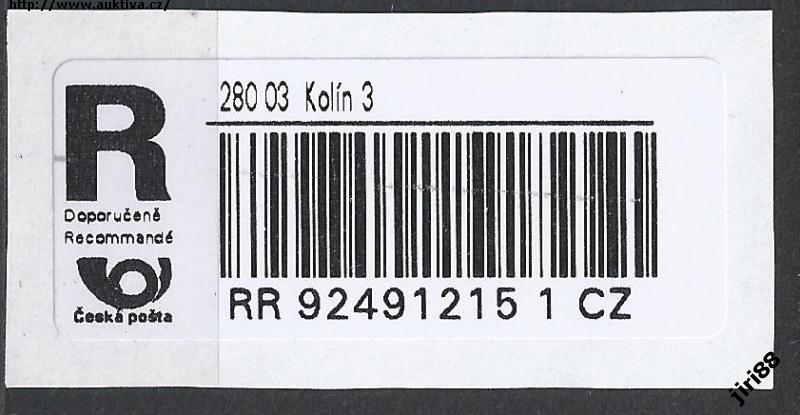 http://www.auktiva.cz/
R
280 03 Kolín 3
Doporučeně
Recommandé
Česká pošta
RR 92491215 1 CZ
jiri88